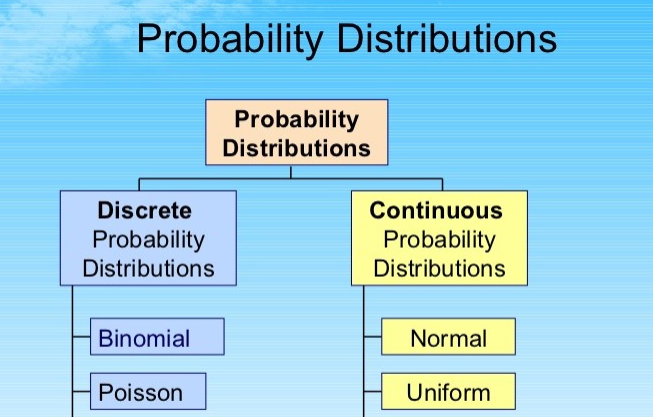 Probability Distributions
Probability
Distributions
Discrete
Probability
Distributions
Continuous
Probability
Distributions
Binomial
Normal
Poisson
Uniform